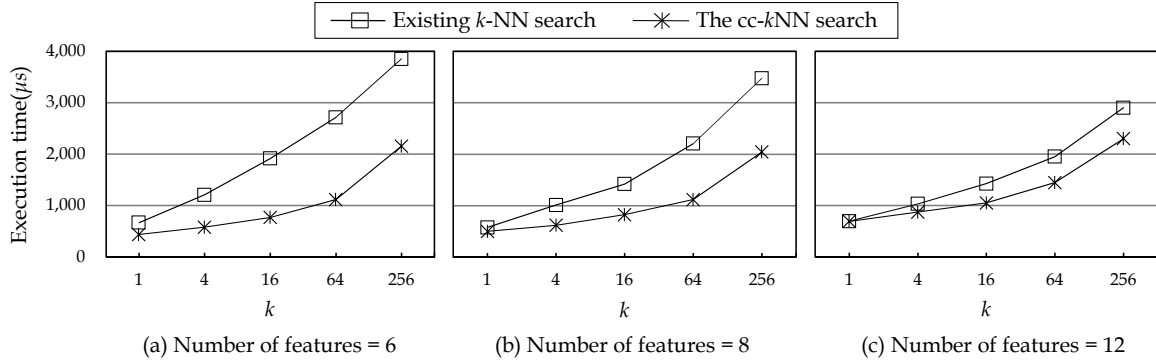 Existing k-NN search The cc-kNN search
Execution time(μs)
4,000
3,000
2,000
1,000
0
1 4 16 64 256
k
(a) Number of features = 6
1 4 16 64 256
k
(b) Number of features = 8
1 4 16 64 256
k
(c) Number of features = 12